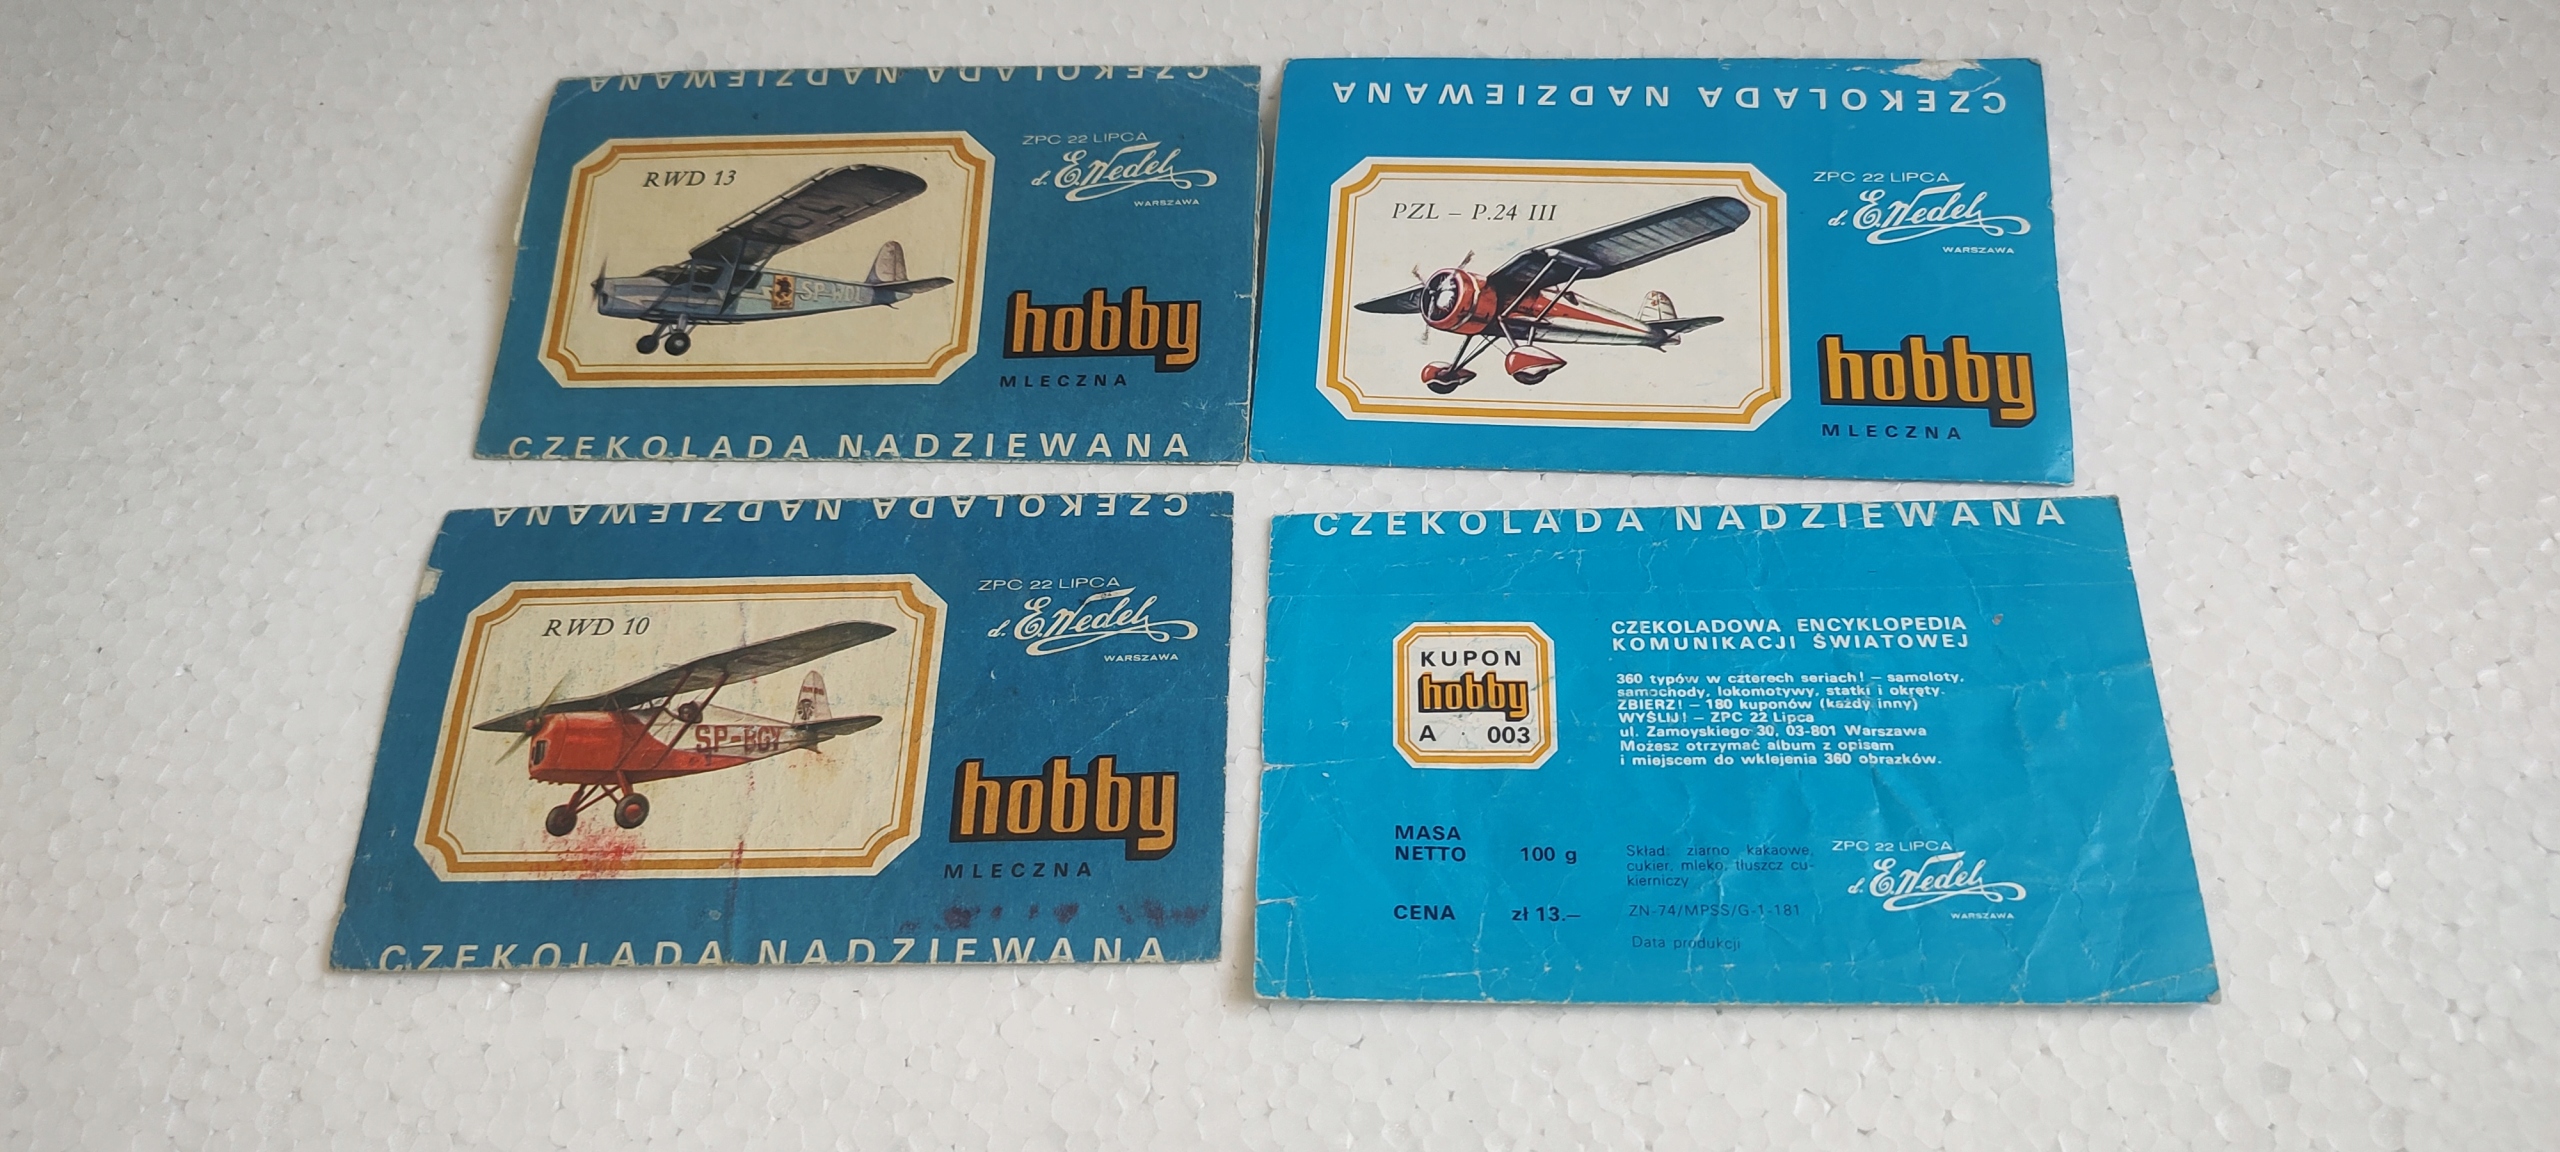 CZEKOLADA NADZIEWANA
RWD 13
SP-WDL
ZPC 22 LIPCA
d. E. Wedel
WARSZAWA
hobby
MLECZNA
CZEKOLADA NADZIEWANA
CZEKOLADA NADZIEWANA
PZL – P.24 III
ZPC 22 LIPCA
d. E. Wedel
WARSZAWA
hobby
MLECZNA
CZEKOLADA NADZIEWANA
RWD 10
SP-BGY
ZPC 22 LIPCA
d. E. Wedel
WARSZAWA
hobby
MLECZNA
CZEKOLADA NADZIEWANA
CZEKOLADA NADZIEWANA
KUPON
hobby
A 003
CZEKOLADOWA ENCYKLOPEDIA
KOMUNIKACJI ŚWIATOWEJ
360 typów w czterech seriach! – samoloty,
samochody, lokomotywy, statki i okręty.
ZBIERZ! – 180 kuponów (każdy inny)
WYŚLIJ! – ZPC 22 Lipca
ul. Zamoyskiego 30, 03-801 Warszawa
Możesz otrzymać album z opisem
i miejscem do wklejenia 360 obrazków.
MASA
NETTO 100 g
CENA zł 13.—
Skład: ziarno kakaowe,
cukier, mleko, tłuszcz cu-
kierniczy
ZN-74/MPSS/G-1-181
Data produkcji
ZPC 22 LIPCA
d. E. Wedel
WARSZAWA